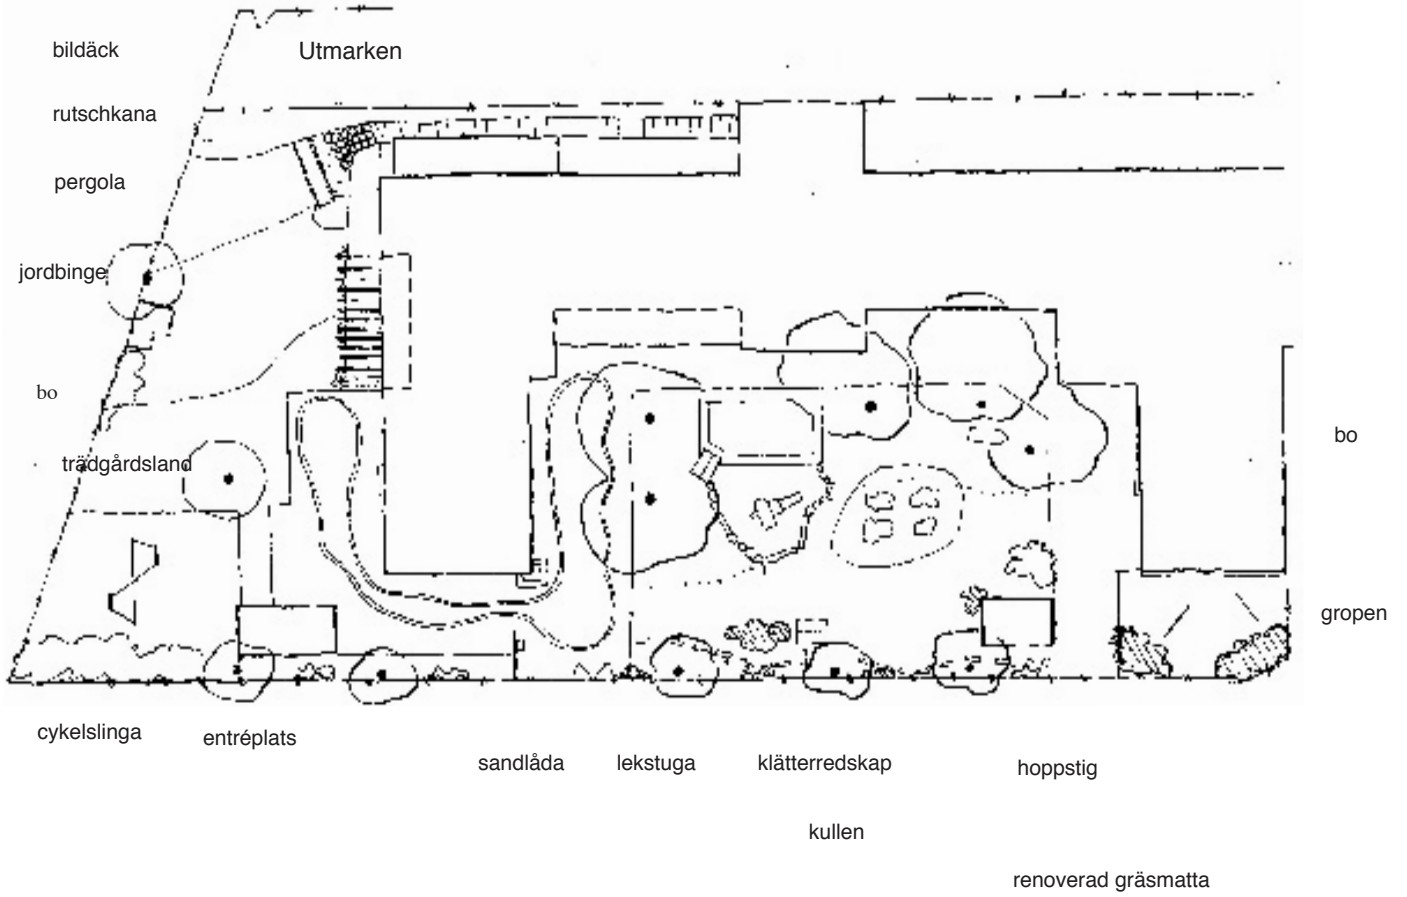 bildäck
Utmarken
rutschkana
pergola
jordbinge
bo
trädgårdsland
bo
gropen
cykelslinga
entréplats
sandlåda
lekstuga
klätterredskap
hoppstig
kullen
renoverad gräsmatta